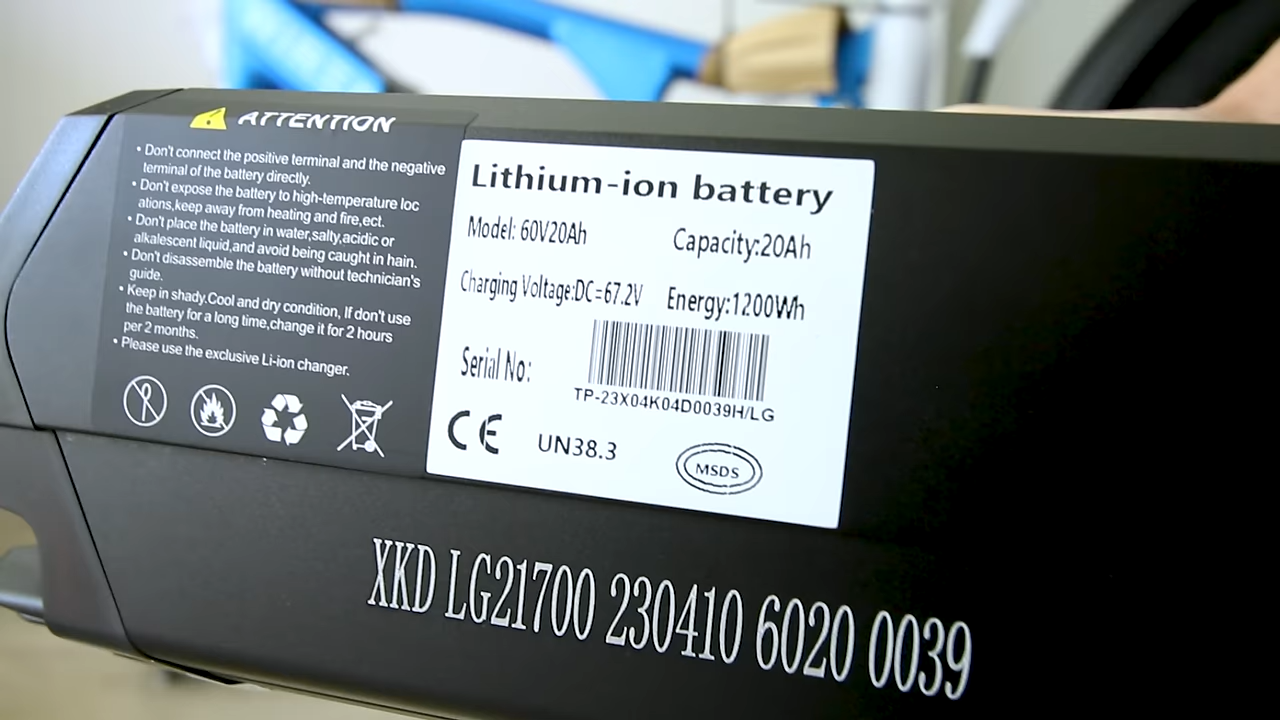 ATTENTION
• Don't connect the positive terminal and the negative
terminal of the battery directly.
• Don't expose the battery to high-temperature loc
ations,keep away from heating and fire,ect.
• Don't place the battery in water,salty,acidic or
alkalescent liquid,and avoid being caught in hain.
• Don't disassemble the battery without technician's
guide.
• Keep in shady.Cool and dry condition, If don't use
the battery for a long time,change it for 2 hours
per 2 months.
• Please use the exclusive Li-ion changer.
Lithium-ion battery
Model: 60V20Ah Capacity:20Ah
Charging Voltage:DC=67.2V Energy:1200Wh
Serial No:
TP-23X04K04D0039H/LG
CE UN38.3 MSDS
XKD LG21700 230410 6020 0039